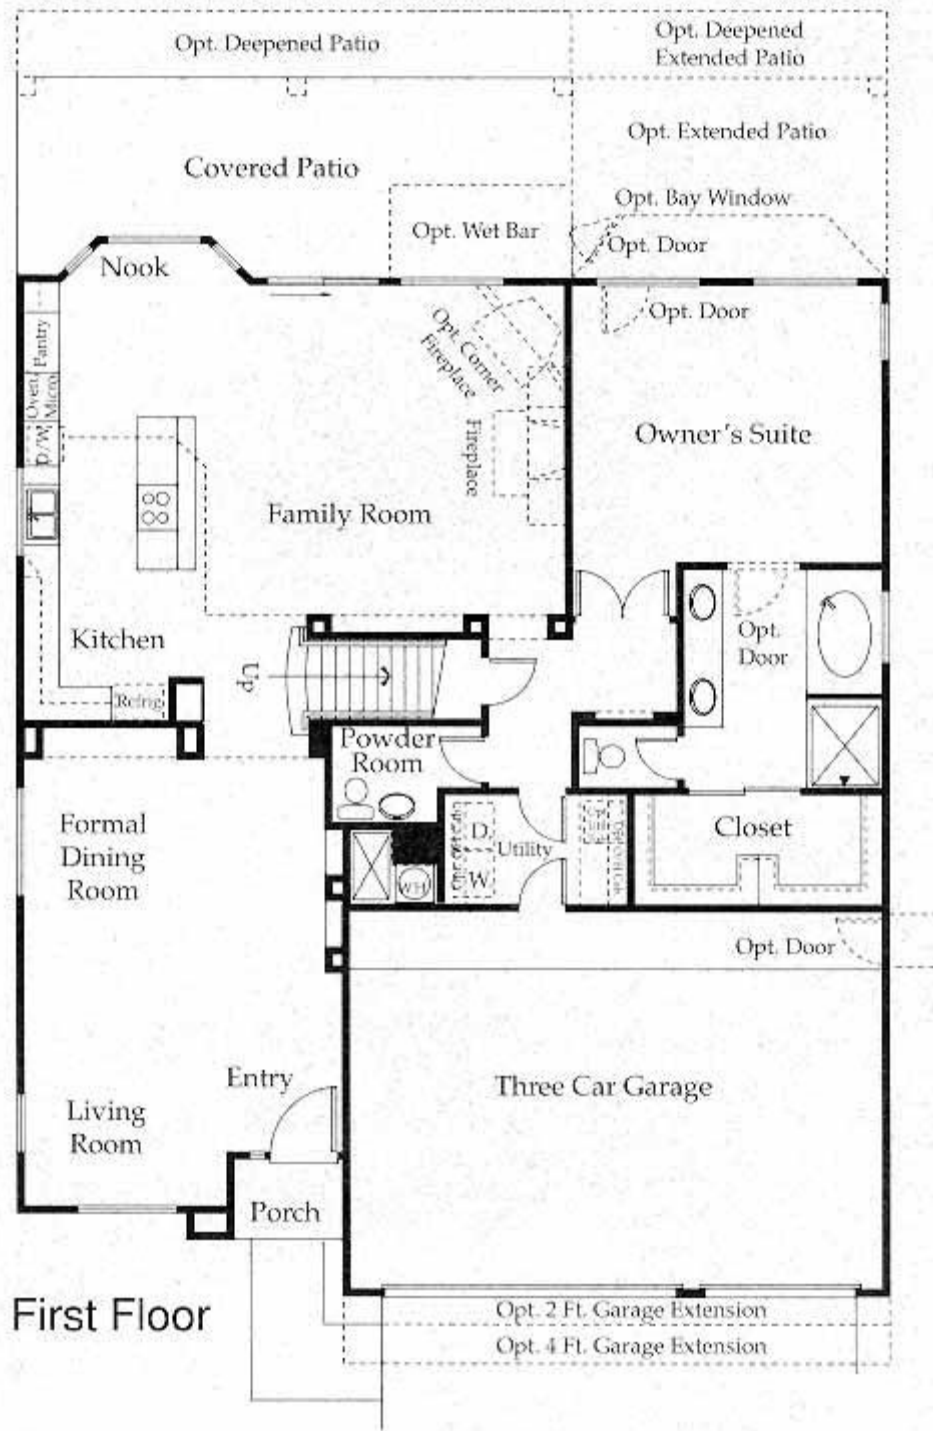 Opt. Deepened Patio
Opt. Deepened
Extended Patio
Opt. Extended Patio
Covered Patio
Opt. Bay Window
Opt. Wet Bar
Opt. Door
Nook
Opt. Door
Opt. Corner
Fireplace
Pantry
Oven
Micro
D/W
Owner's Suite
Fireplace
Family Room
Kitchen
Opt.
Door
Up
Refrig
Powder
Room
Formal
Dining
Room
Closet
D.
Utility
W.
WH
Opt. Door
Entry
Three Car Garage
Living
Room
Porch
First Floor
Opt. 2 Ft. Garage Extension
Opt. 4 Ft. Garage Extension